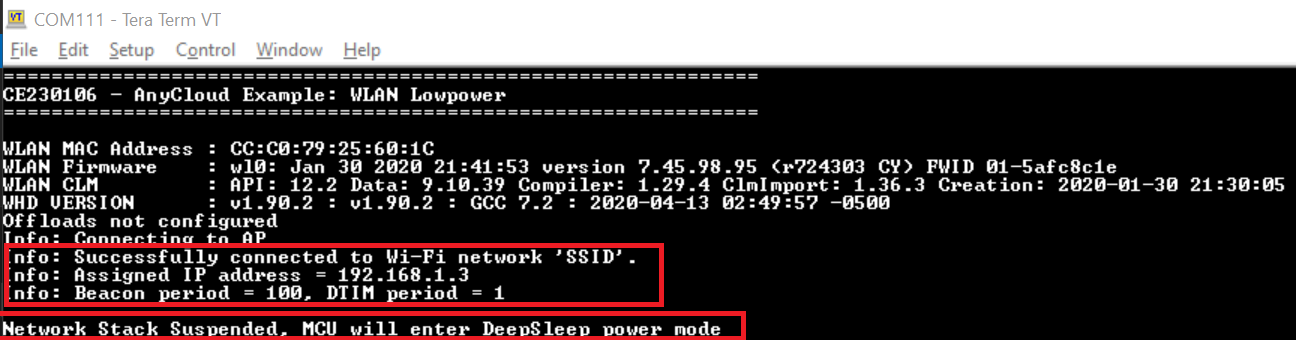 COM111 - Tera Term VT
File Edit Setup Control Window Help
===============================================================
CE230106 - AnyCloud Example: WLAN Lowpower
===============================================================
WLAN MAC Address : CC:C0:79:25:60:1C
WLAN Firmware : wl0: Jan 30 2020 21:41:53 version 7.45.98.95 (r724303 CY) FWID 01-5afc8c1e
WLAN CLM : API: 12.2 Data: 9.10.39 Compiler: 1.29.4 ClmImport: 1.36.3 Creation: 2020-01-30 21:30:05
WHD VERSION : v1.90.2 : v1.90.2 : GCC 7.2 : 2020-04-13 02:49:57 -0500
Offloads not configured
Info: Connecting to AP
Info: Successfully connected to Wi-Fi network 'SSID'.
Info: Assigned IP address = 192.168.1.3
Info: Beacon period = 100, DTIM period = 1
Network Stack Suspended, MCU will enter DeepSleep power mode